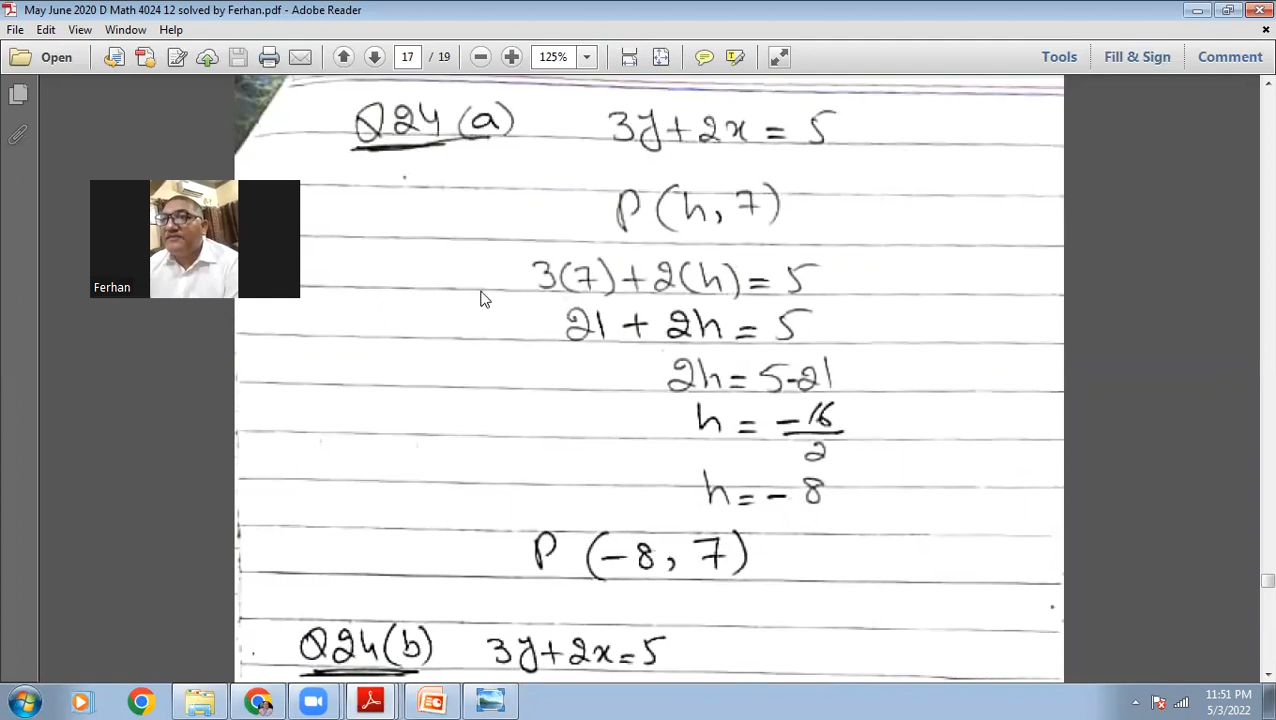 May June 2020 D Math 4024 12 solved by Ferhan.pdf - Adobe Reader
File Edit View Window Help
Open 17 / 19 125% Tools Fill & Sign Comment
Q24 (a) 3y+2x = 5
P (h, 7)
Ferhan
3(7)+2(h) = 5
21 + 2h = 5
2h = 5-21
h = -16/2
h = - 8
P (-8, 7)
Q24(b) 3y+2x=5
11:51 PM
5/3/2022